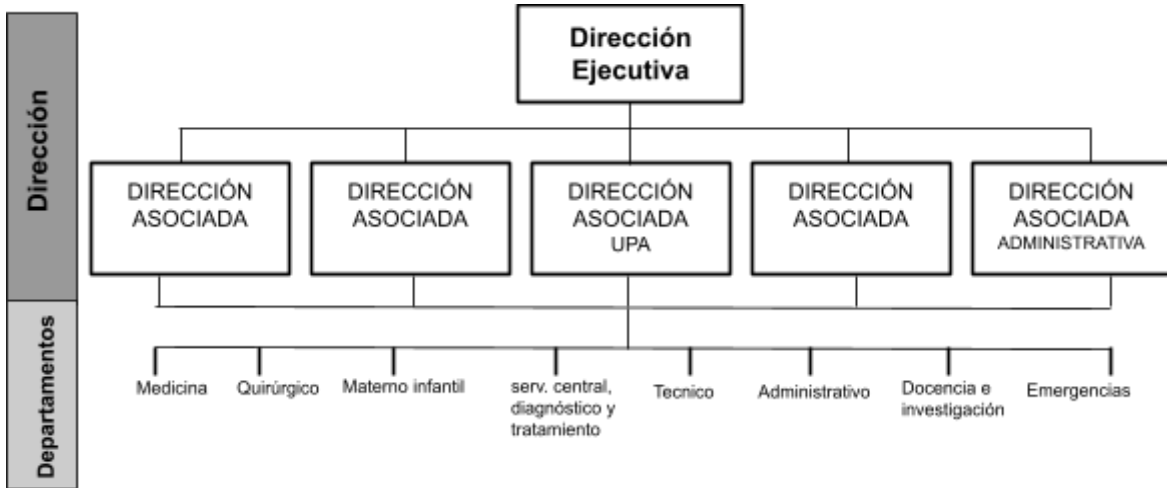 Dirección
Dirección
Ejecutiva
DIRECCIÓN
ASOCIADA
DIRECCIÓN
ASOCIADA
DIRECCIÓN
ASOCIADA
UPA
DIRECCIÓN
ASOCIADA
DIRECCIÓN
ASOCIADA
ADMINISTRATIVA
Departamentos
Medicina
Quirúrgico
Materno infantil
serv. central,
diagnóstico y
tratamiento
Tecnico
Administrativo
Docencia e
investigación
Emergencias